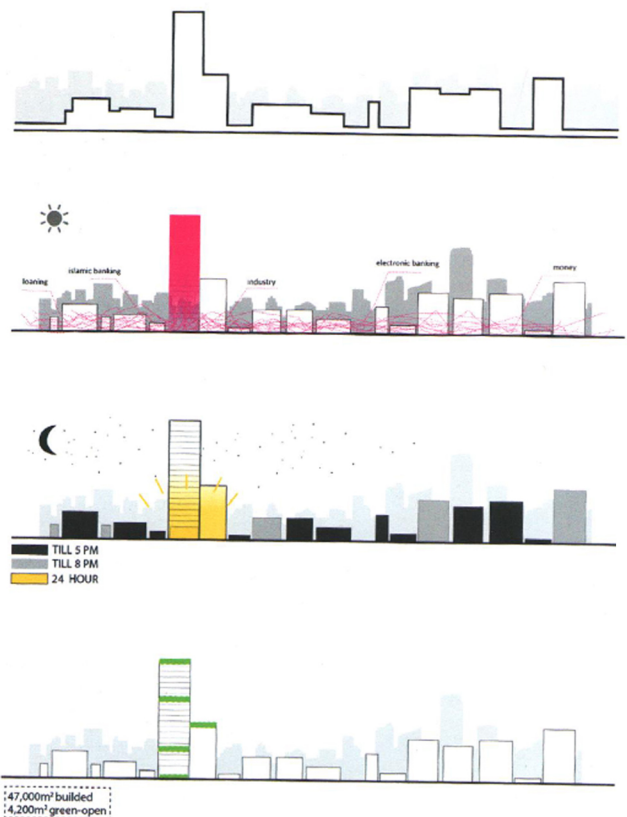 electronic banking
islamic banking
money
loaning
industry
TILL 5 PM
TILL 8 PM
24 HOUR
47,000m² builded
4,200m² green-open